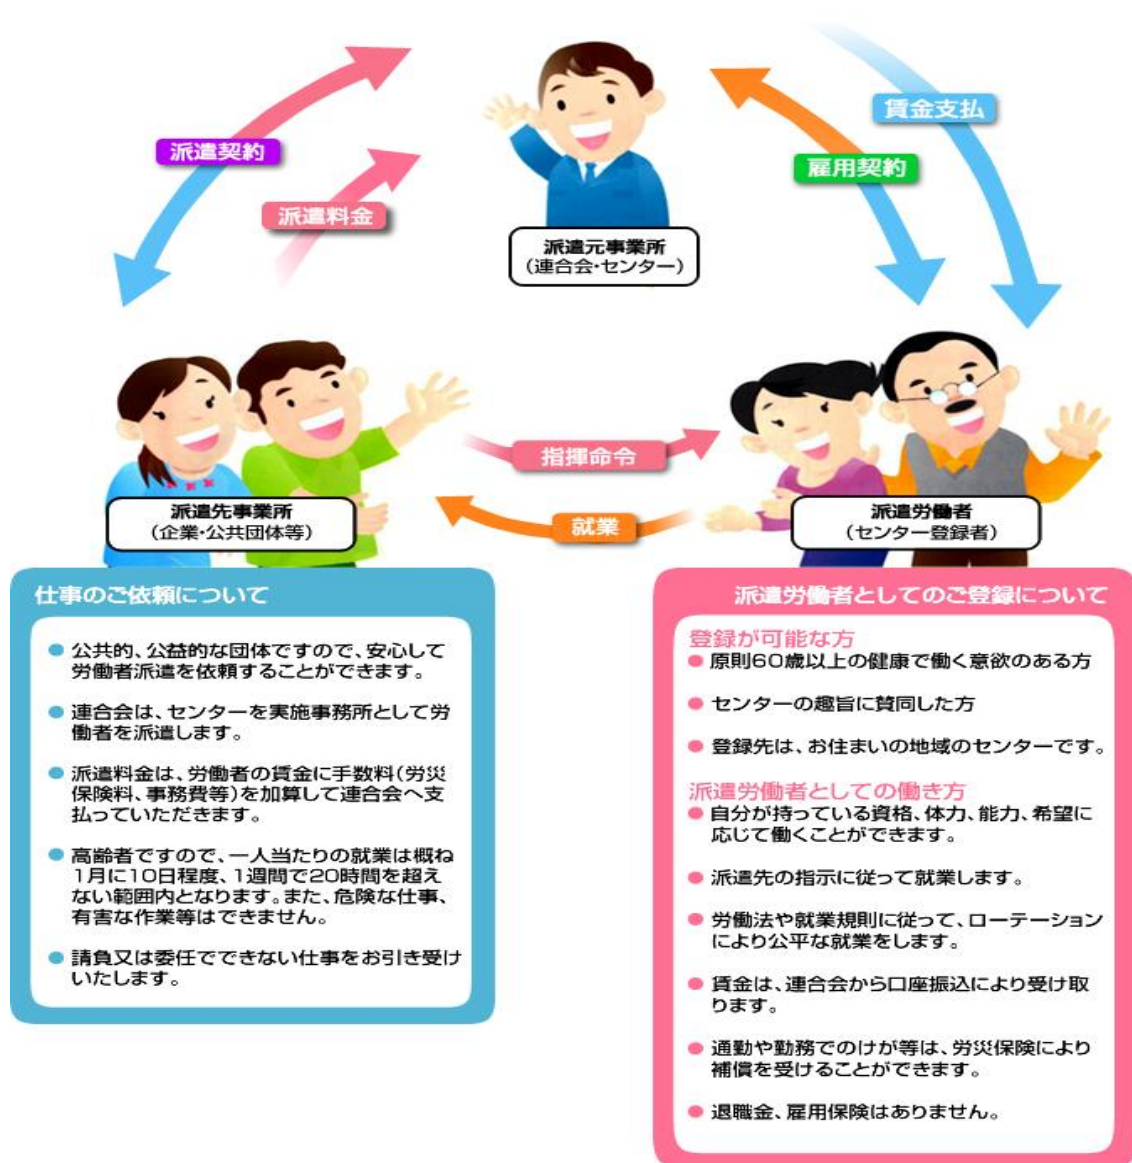 賃金支払
派遣契約
雇用契約
派遣料金
派遣元事業所
(連合会・センター)
指揮命令
派遣先事業所
(企業・公共団体等)
就業
派遣労働者
(センター登録者)
仕事のご依頼について
公共的、公益的な団体ですので、安心して
労働者派遣を依頼することができます。
連合会は、センターを実施事務所として労
働者を派遣します。
派遣料金は、労働者の賃金に手数料(労災
保険料、事務費等)を加算して連合会へ支
払っていただきます。
高齢者ですので、一人当たりの就業は概ね
1月に10日程度、1週間で20時間を超え
ない範囲内となります。また、危険な仕事、
有害な作業等はできません。
請負又は委任でできない仕事をお引き受け
いたします。
派遣労働者としてのご登録について
登録が可能な方
原則60歳以上の健康で働く意欲のある方
センターの趣旨に賛同した方
登録先は、お住まいの地域のセンターです。
派遣労働者としての働き方
自分が持っている資格、体力、能力、希望に
応じて働くことができます。
派遣先の指示に従って就業します。
労働法や就業規則に従って、ローテーション
により公平な就業をします。
賃金は、連合会から口座振込により受け取
ります。
通勤や勤務でのけが等は、労災保険により
補償を受けることができます。
退職金、雇用保険はありません。